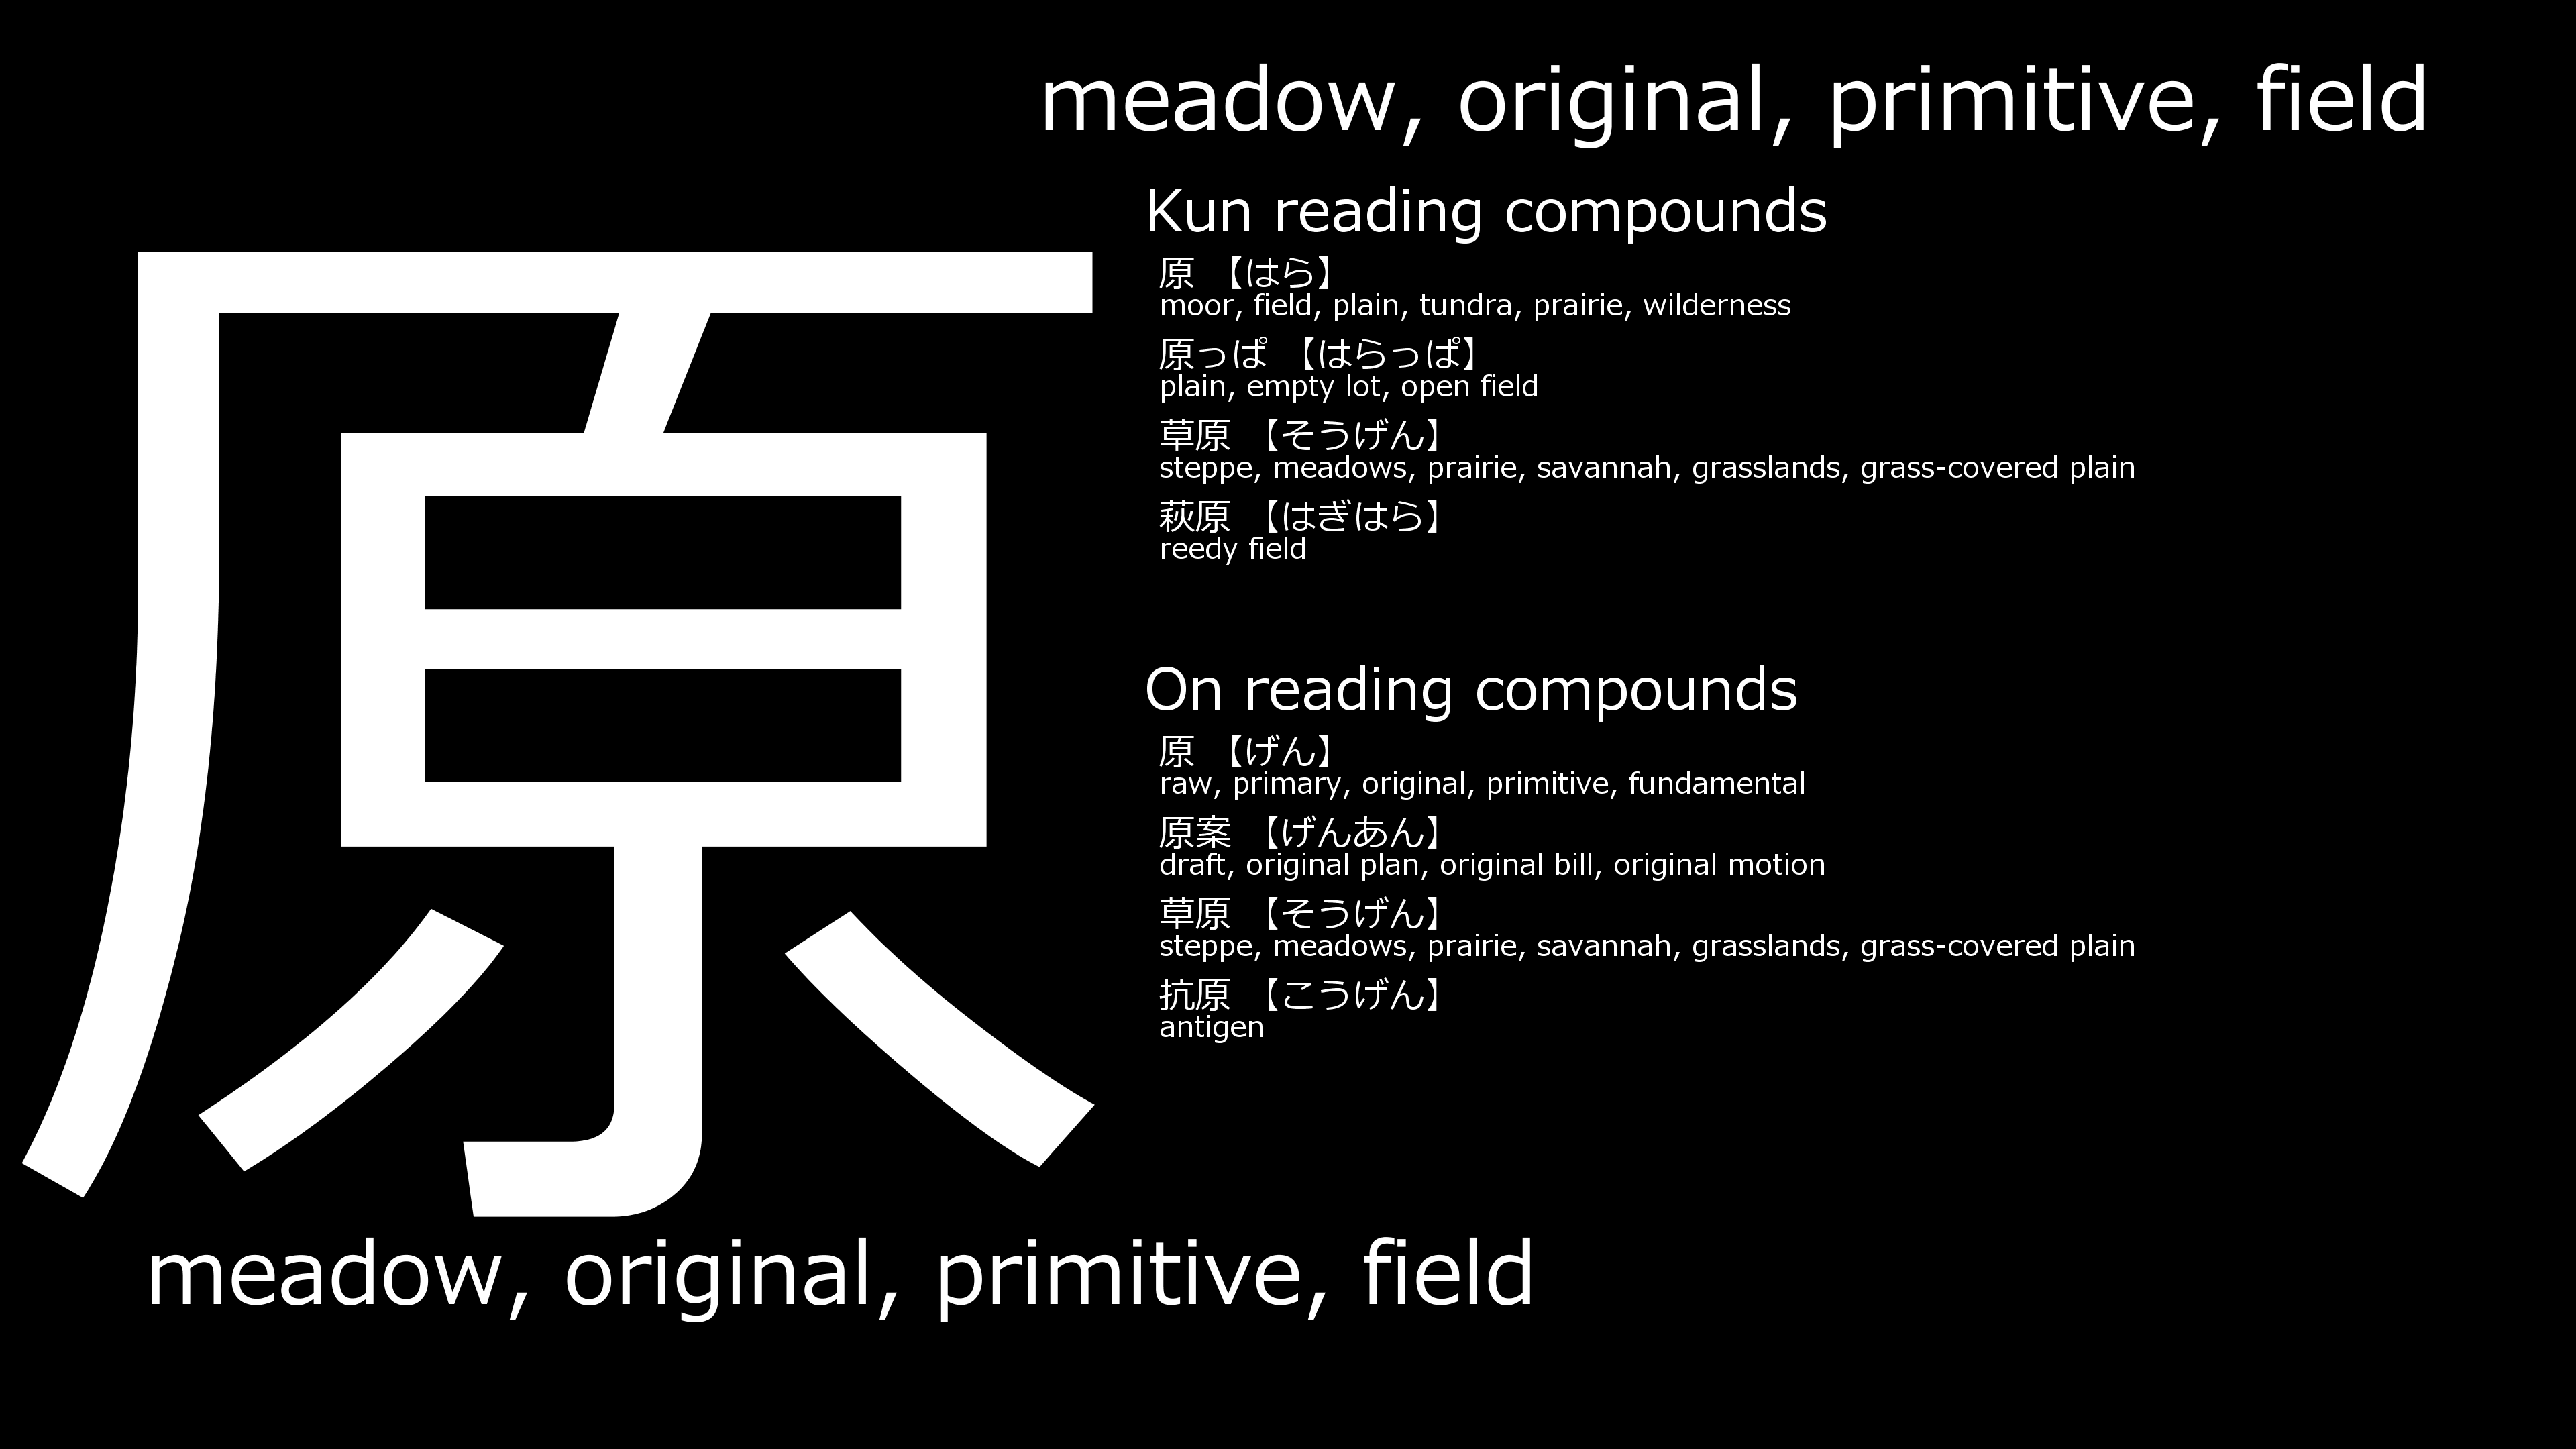 meadow, original, primitive, field
原
Kun reading compounds
原 【はら】
moor, field, plain, tundra, prairie, wilderness
原っぱ 【はらっぱ】
plain, empty lot, open field
草原 【そうげん】
steppe, meadows, prairie, savannah, grasslands, grass-covered plain
萩原 【はぎはら】
reedy field
On reading compounds
原 【げん】
raw, primary, original, primitive, fundamental
原案 【げんあん】
draft, original plan, original bill, original motion
草原 【そうげん】
steppe, meadows, prairie, savannah, grasslands, grass-covered plain
抗原 【こうげん】
antigen
meadow, original, primitive, field